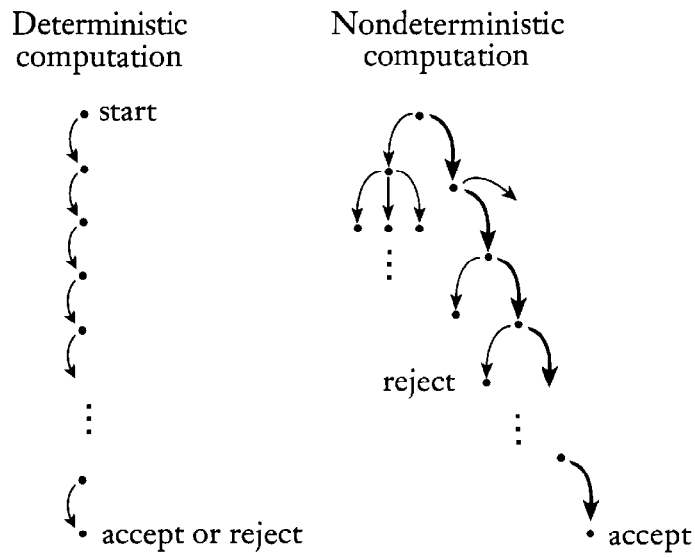 Deterministic
computation
Nondeterministic
computation
start
reject
accept or reject
accept